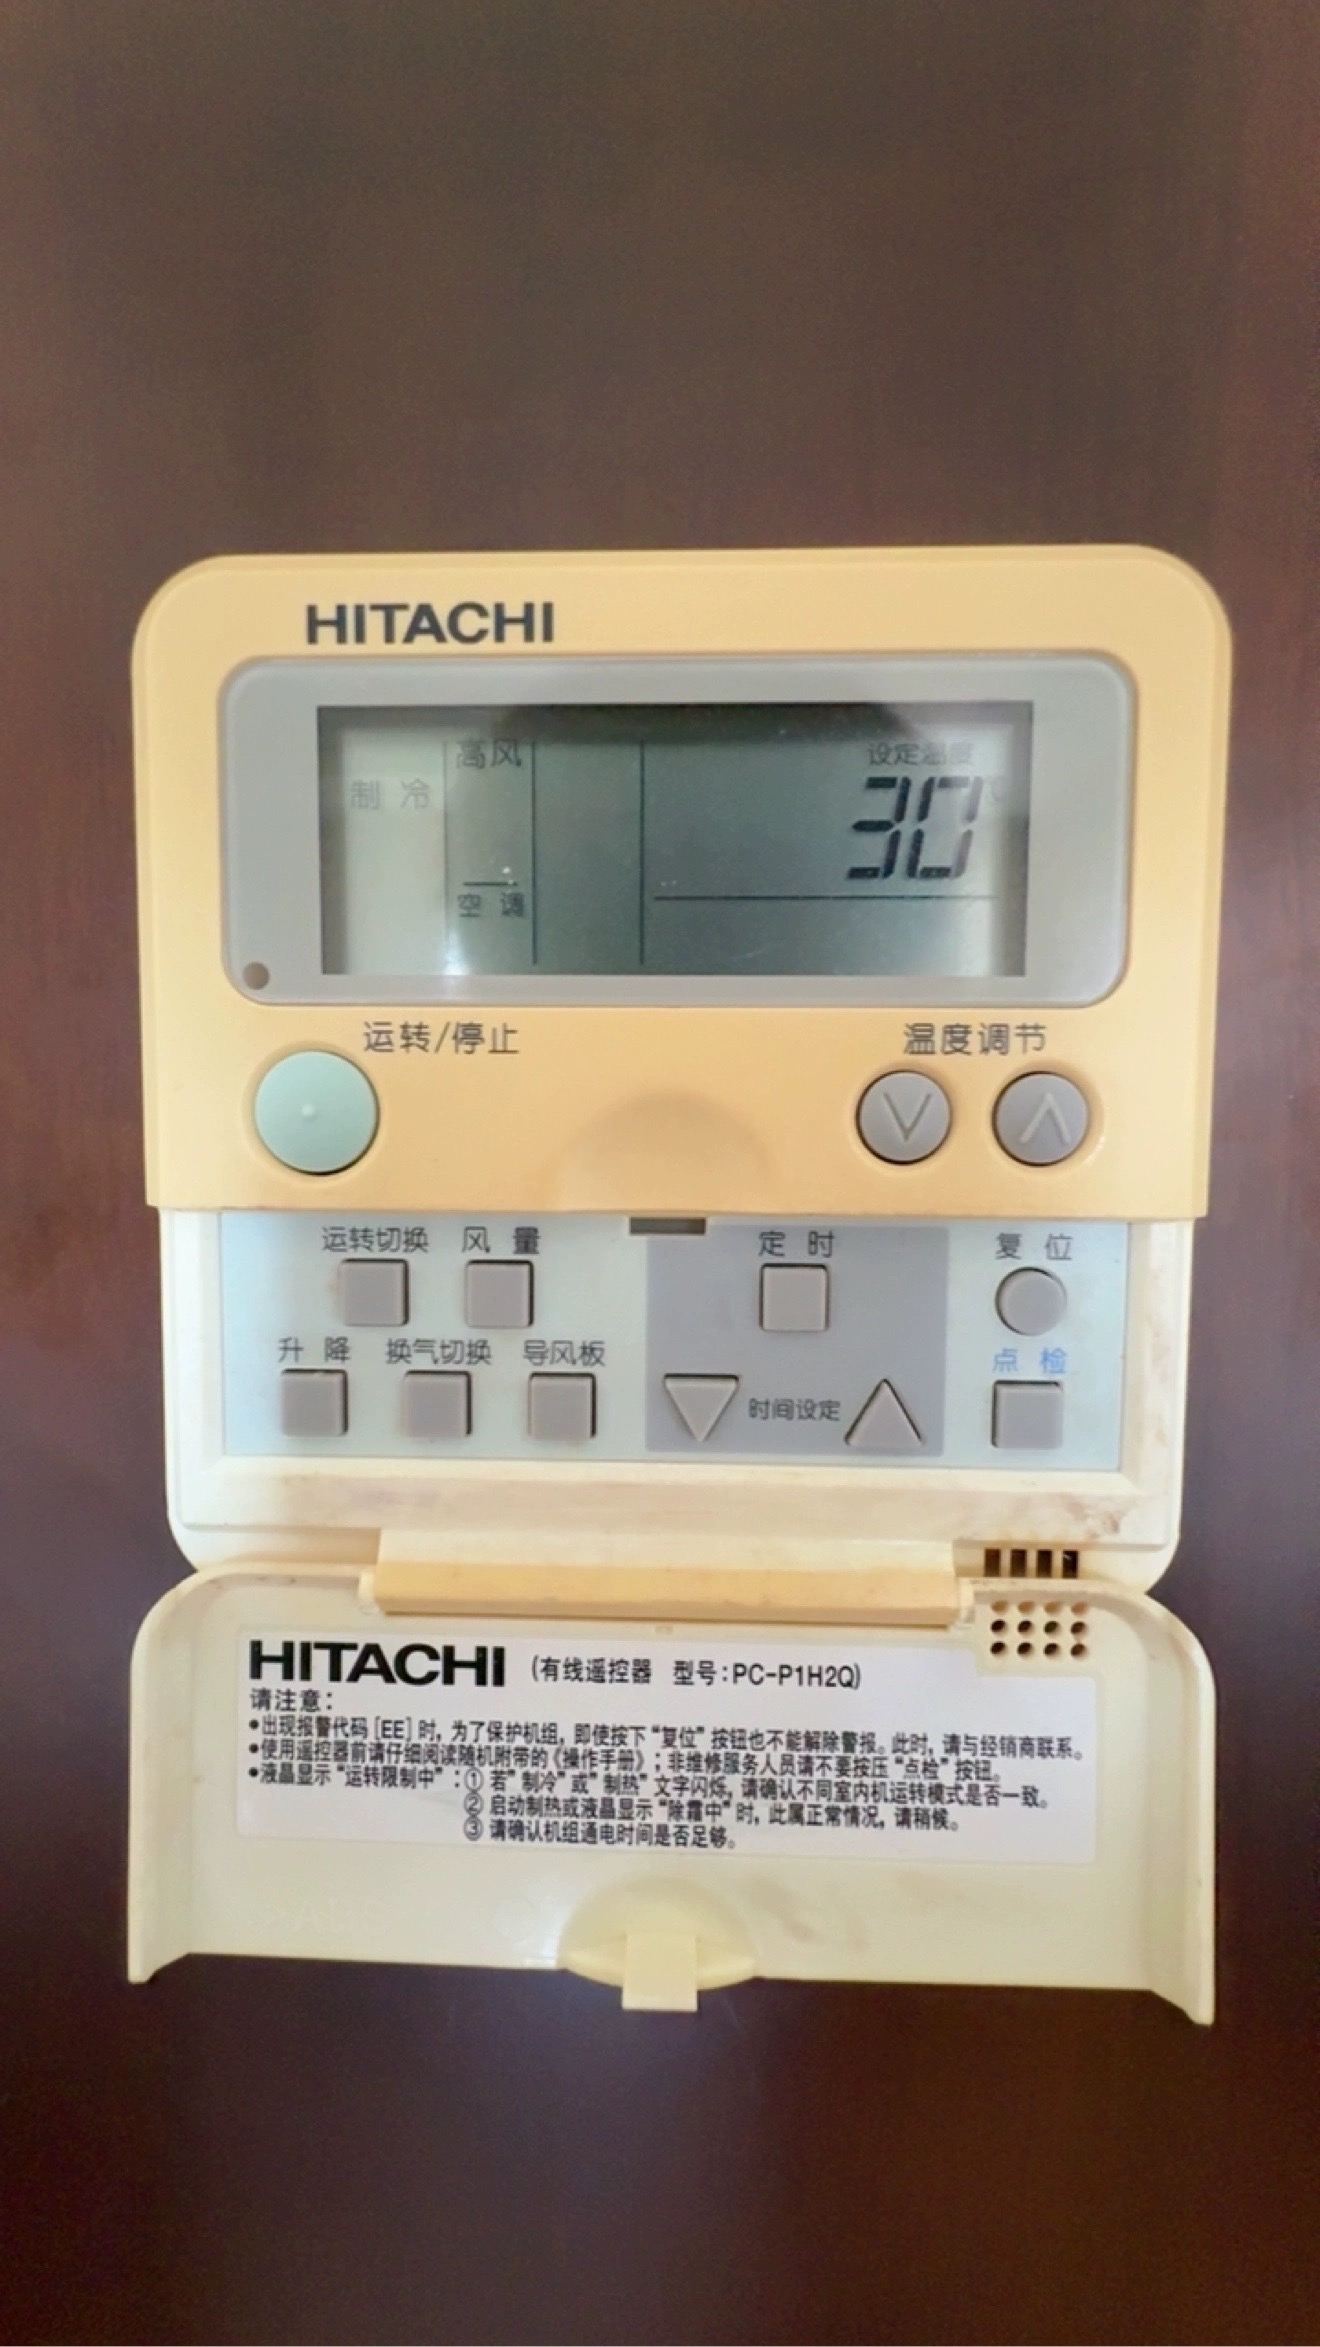 HITACHI
高风
设定温度
制 冷
30℃
空 调
运转/停止
温度调节
运转切换 风 量
定 时
复 位
升 降 换气切换 导风板
点 检
时间设定
HITACHI (有线遥控器 型号:PC-P1H2Q)
请注意:
●出现报警代码[EE]时,为了保护机组,即使按下“复位”按钮也不能解除警报。此时,请与经销商联系。
●使用遥控器前请仔细阅读随机附带的《操作手册》;非维修服务人员请不要按压“点检”按钮。
●液晶显示“运转限制中”:① 若“制冷”或“制热”文字闪烁,请确认不同室内机运转模式是否一致。
② 启动制热或液晶显示“除霜中”时,此属正常情况,请稍候。
③ 请确认机组通电时间是否足够。